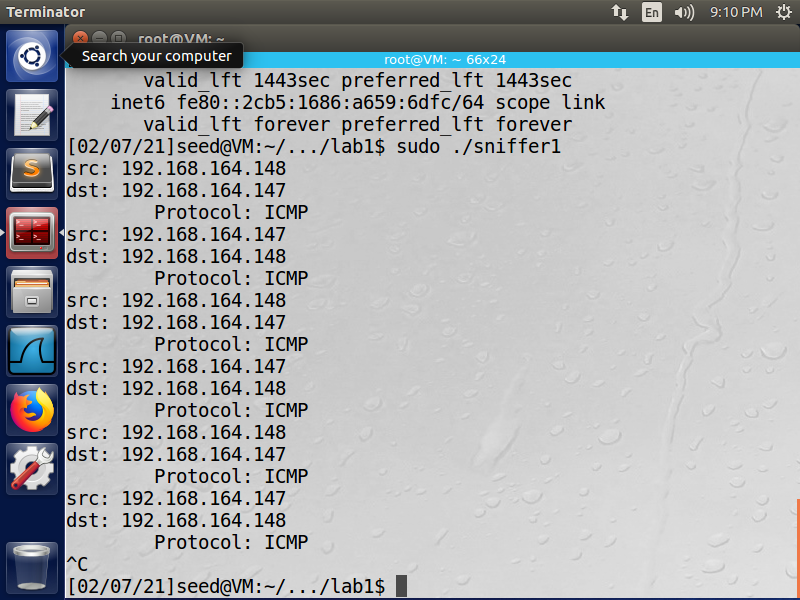 Terminator
En
9:10 PM
root@VM: ~
Search your computer
root@VM: ~ 66x24
valid_lft 1443sec preferred_lft 1443sec
inet6 fe80::2cb5:1686:a659:6dfc/64 scope link
valid_lft forever preferred_lft forever
[02/07/21]seed@VM:~/.../lab1$ sudo ./sniffer1
src: 192.168.164.148
dst: 192.168.164.147
Protocol: ICMP
src: 192.168.164.147
dst: 192.168.164.148
Protocol: ICMP
src: 192.168.164.148
dst: 192.168.164.147
Protocol: ICMP
src: 192.168.164.147
dst: 192.168.164.148
Protocol: ICMP
src: 192.168.164.148
dst: 192.168.164.147
Protocol: ICMP
src: 192.168.164.147
dst: 192.168.164.148
Protocol: ICMP
^C
[02/07/21]seed@VM:~/.../lab1$